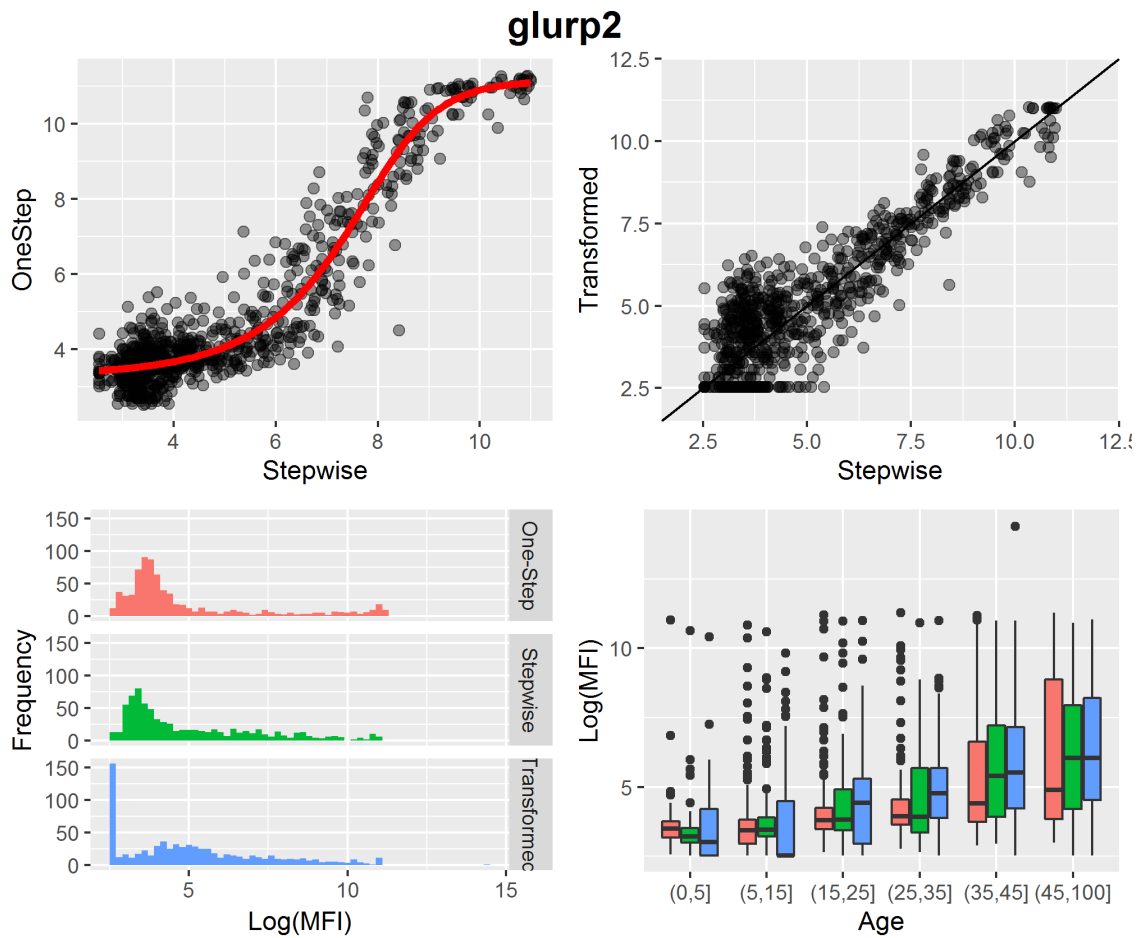 glurp2
OneStep
10
8
6
4
4 6 8 10
Stepwise
Transformed
12.5
10.0
7.5
5.0
2.5
2.5 5.0 7.5 10.0 12.5
Stepwise
Frequency
150
100
50
0
One-Step
150
100
50
0
Stepwise
150
100
50
0
Transformed
5 10 15
Log(MFI)
Log(MFI)
10
5
(0,5] (5,15] (15,25] (25,35] (35,45] (45,100]
Age